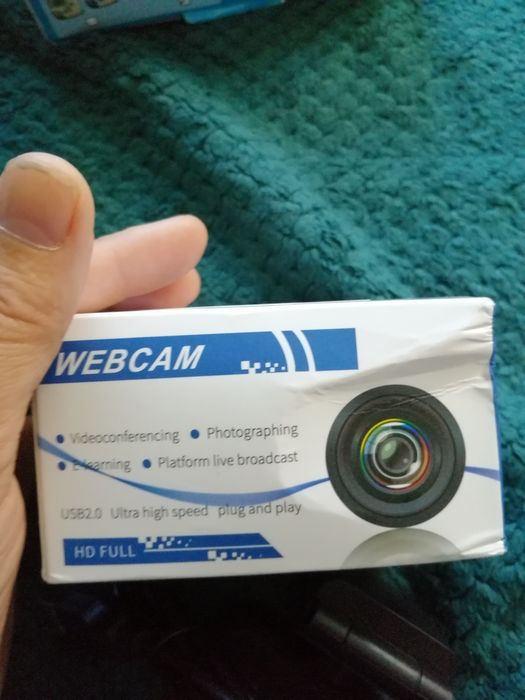 WEBCAM
● Videoconferencing ● Photographing
● E-learning ● Platform live broadcast
USB2.0 Ultra high speed plug and play
HD FULL